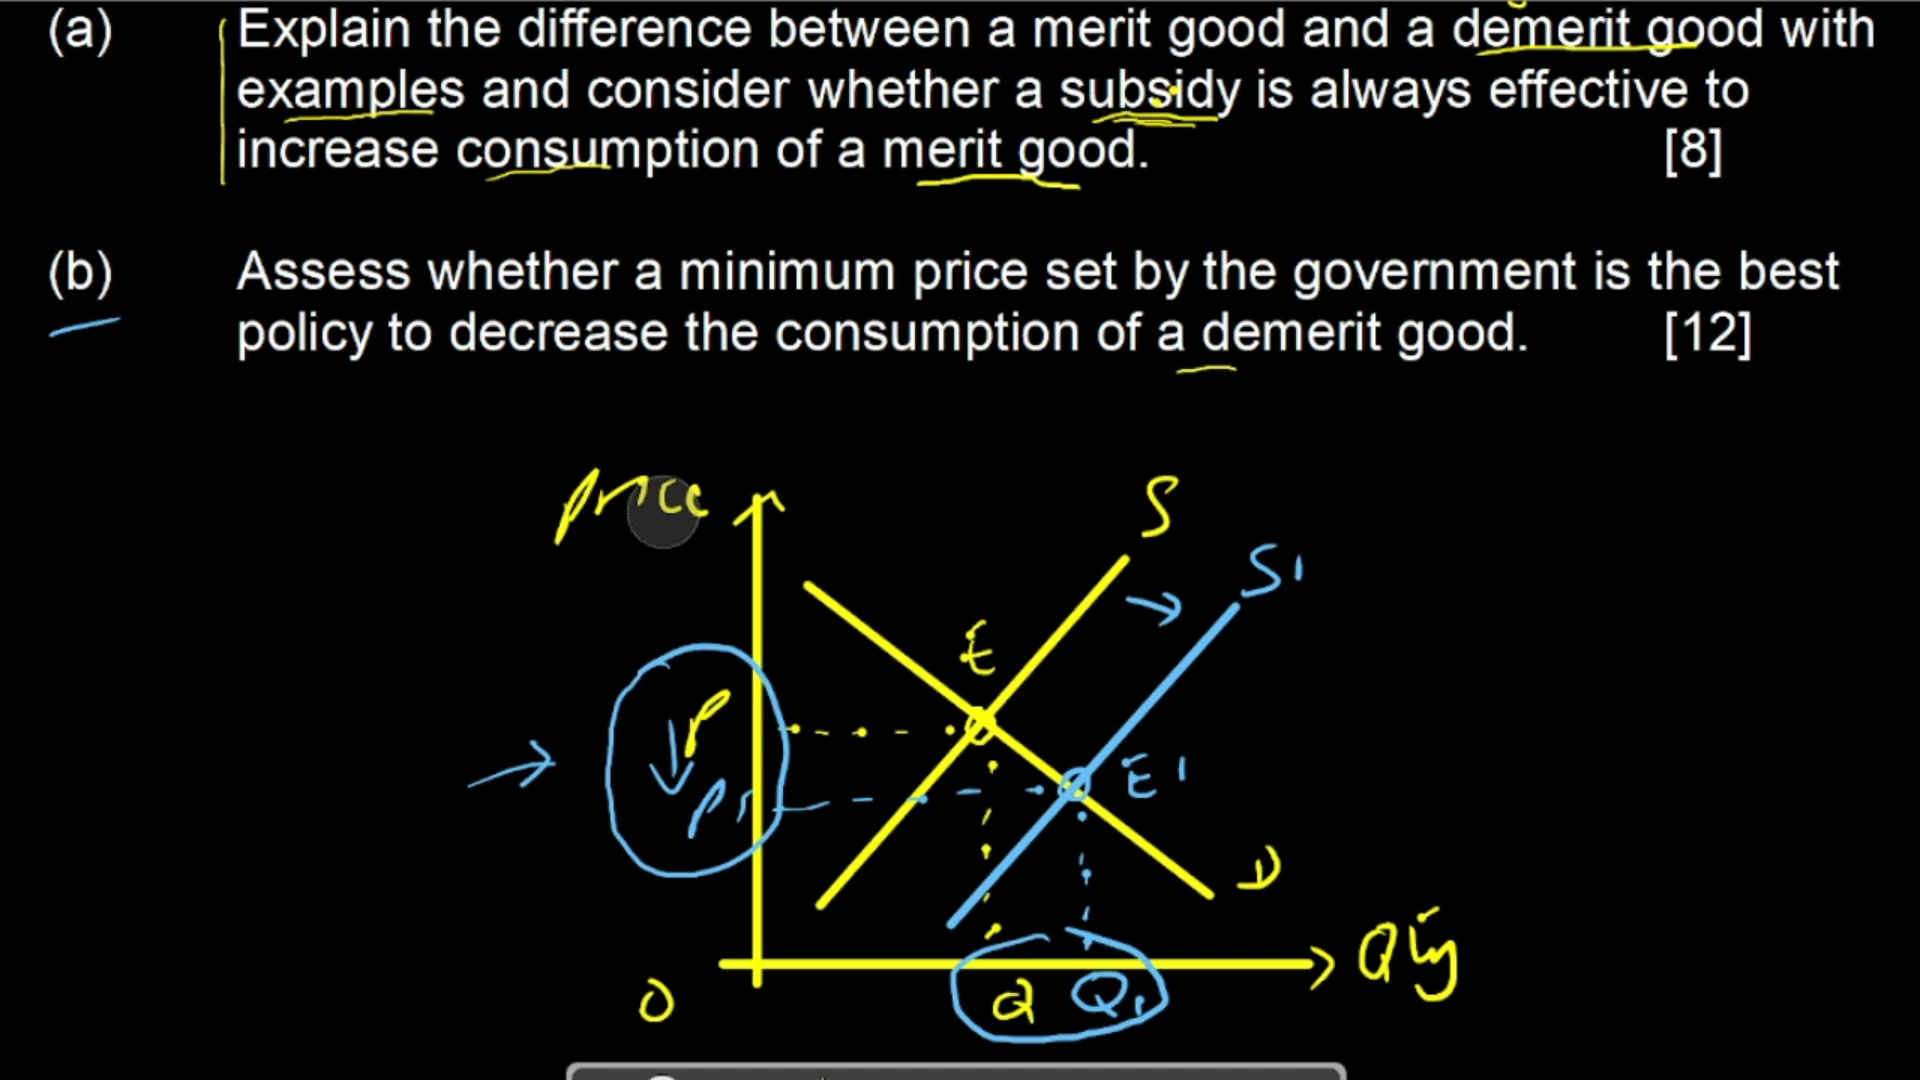 (a) Explain the difference between a merit good and a demerit good with
examples and consider whether a subsidy is always effective to
increase consumption of a merit good. [8]
(b) Assess whether a minimum price set by the government is the best
policy to decrease the consumption of a demerit good. [12]
price
S
S1
E
P
P1
E1
D
Qty
O
Q Q1